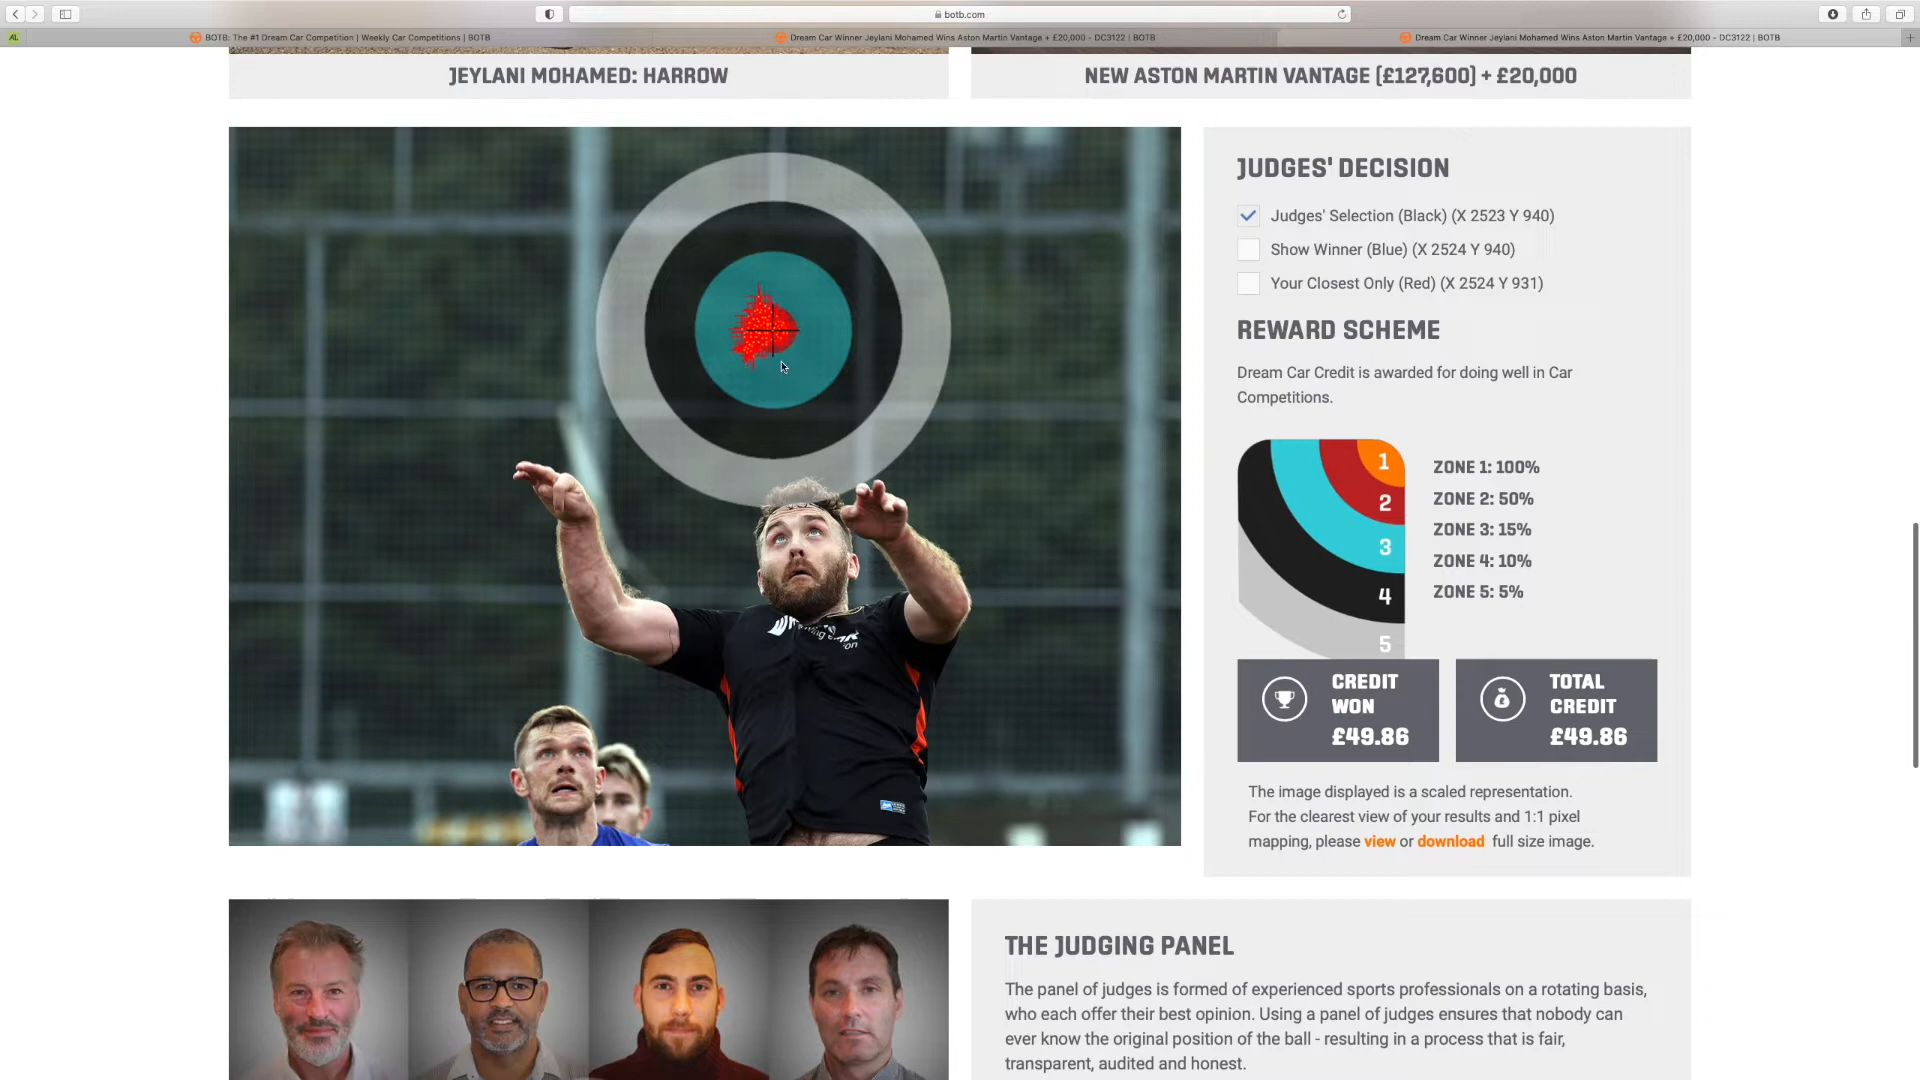 botb.com
AL
BOTB: The #1 Dream Car Competition | Weekly Car Competitions | BOTB
Dream Car Winner Jeylani Mohamed Wins Aston Martin Vantage + £20,000 - DC3122 | BOTB
Dream Car Winner Jeylani Mohamed Wins Aston Martin Vantage + £20,000 - DC3122 | BOTB
JEYLANI MOHAMED: HARROW
NEW ASTON MARTIN VANTAGE (£127,600) + £20,000
JUDGES' DECISION
Judges' Selection (Black) (X 2523 Y 940)
Show Winner (Blue) (X 2524 Y 940)
Your Closest Only (Red) (X 2524 Y 931)
REWARD SCHEME
Dream Car Credit is awarded for doing well in Car
Competitions.
1
2
3
4
5
ZONE 1: 100%
ZONE 2: 50%
ZONE 3: 15%
ZONE 4: 10%
ZONE 5: 5%
CREDIT
WON
£49.86
TOTAL
CREDIT
£49.86
The image displayed is a scaled representation.
For the clearest view of your results and 1:1 pixel
mapping, please view or download full size image.
THE JUDGING PANEL
The panel of judges is formed of experienced sports professionals on a rotating basis,
who each offer their best opinion. Using a panel of judges ensures that nobody can
ever know the original position of the ball - resulting in a process that is fair,
transparent, audited and honest.